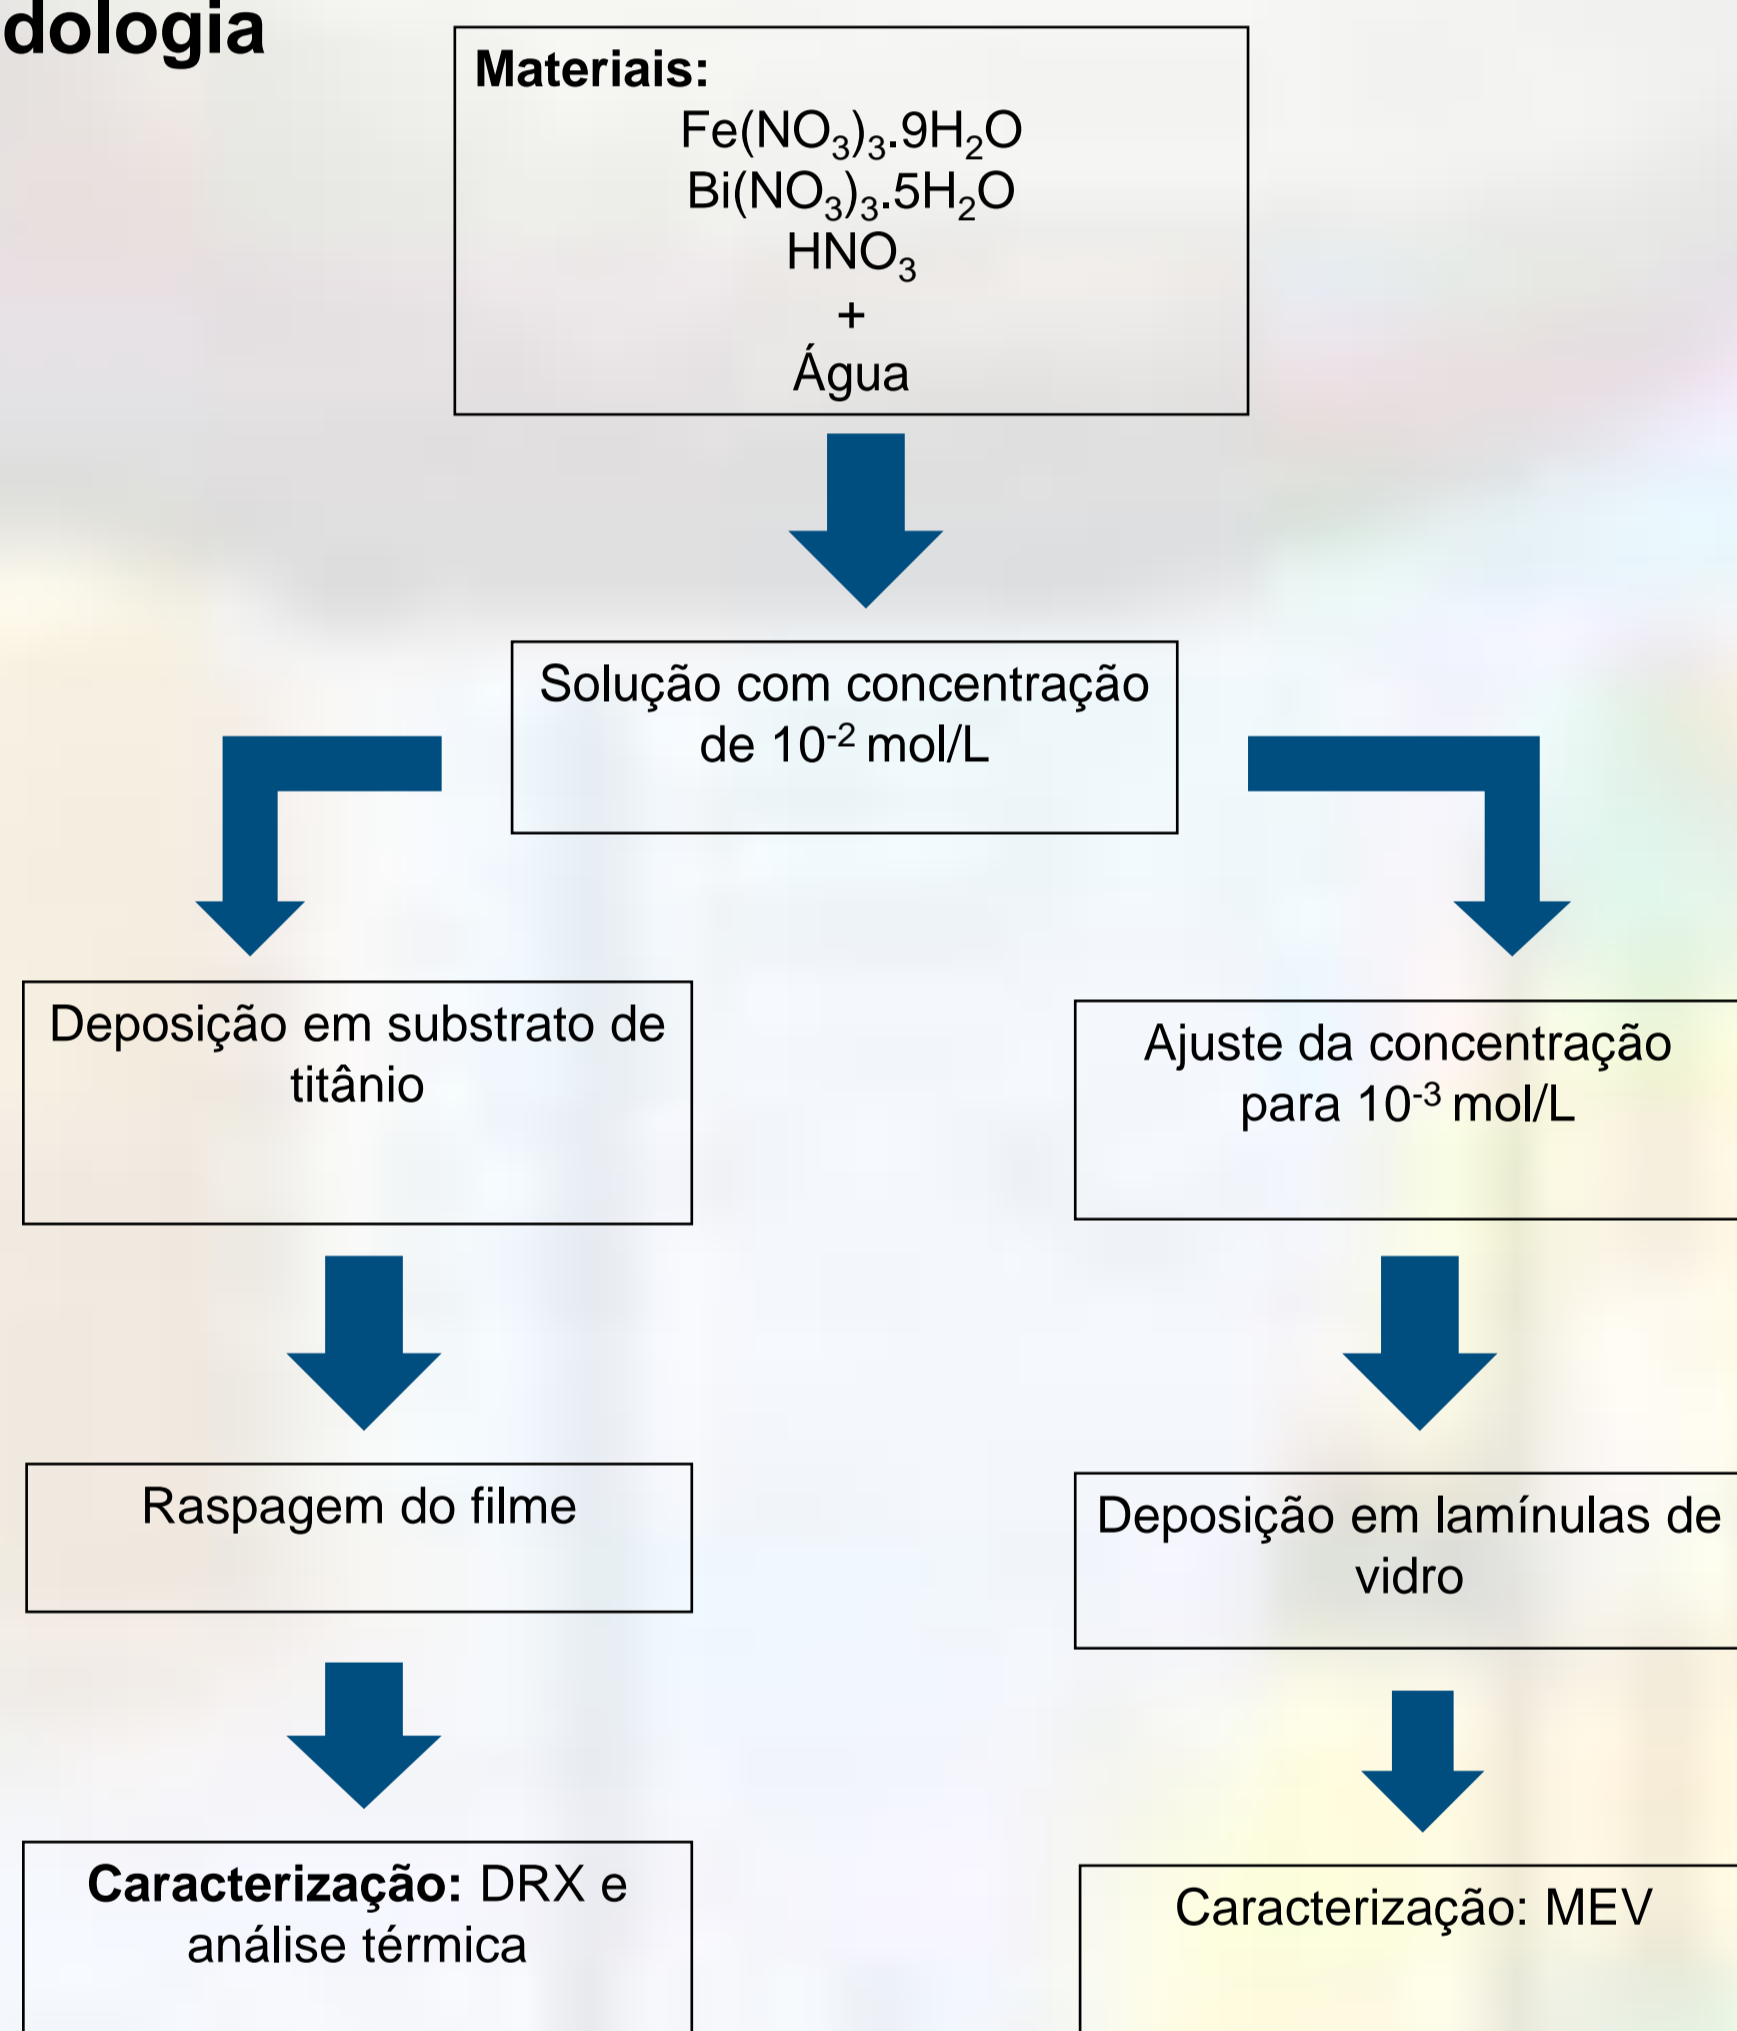 dologia
Materiais:
Fe(NO₃)₃.9H₂O
Bi(NO₃)₃.5H₂O
HNO₃
+
Água
Solução com concentração
de 10⁻² mol/L
Deposição em substrato de
titânio
Raspagem do filme
Caracterização: DRX e
análise térmica
Ajuste da concentração
para 10⁻³ mol/L
Deposição em lamínulas de
vidro
Caracterização: MEV